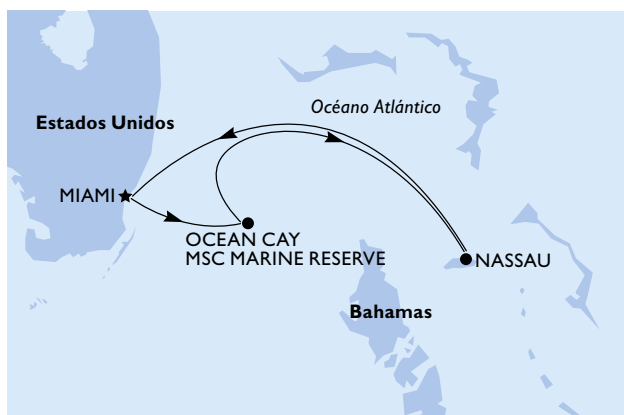 Océano Atlántico
Estados Unidos
MIAMI
OCEAN CAY
MSC MARINE RESERVE
NASSAU
Bahamas